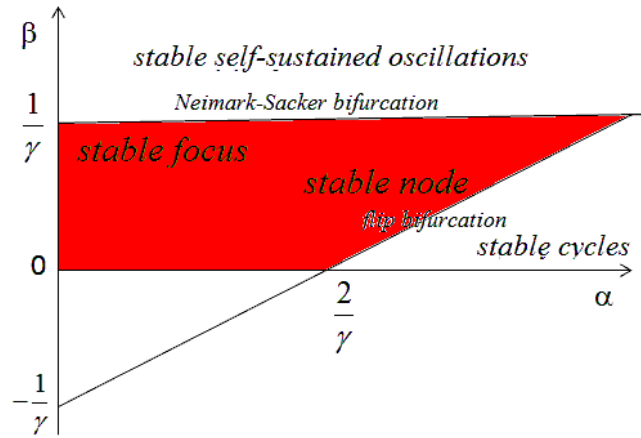 β
stable self-sustained oscillations
Neimark-Sacker bifurcation
1/γ
stable focus
stable node
flip bifurcation
stable cycles
0
2/γ
α
-1/γ